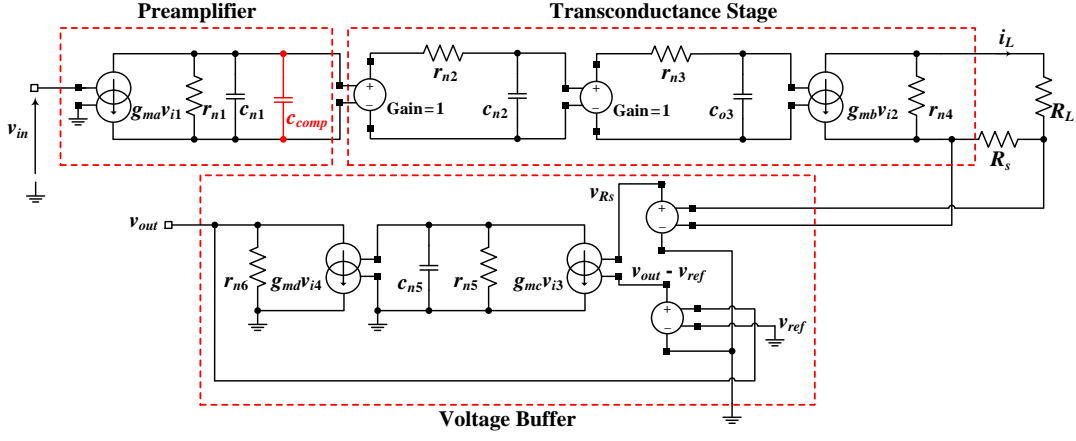 Preamplifier
Transconductance Stage
v_in
g_ma v_i1
r_n1
c_n1
c_comp
+
−
Gain=1
r_n2
c_n2
+
−
Gain=1
r_n3
c_o3
g_mb v_i2
r_n4
i_L
R_L
R_s
v_out
r_n6
g_md v_i4
c_n5
r_n5
g_mc v_i3
v_Rs
+
−
v_out - v_ref
+
−
v_ref
Voltage Buffer